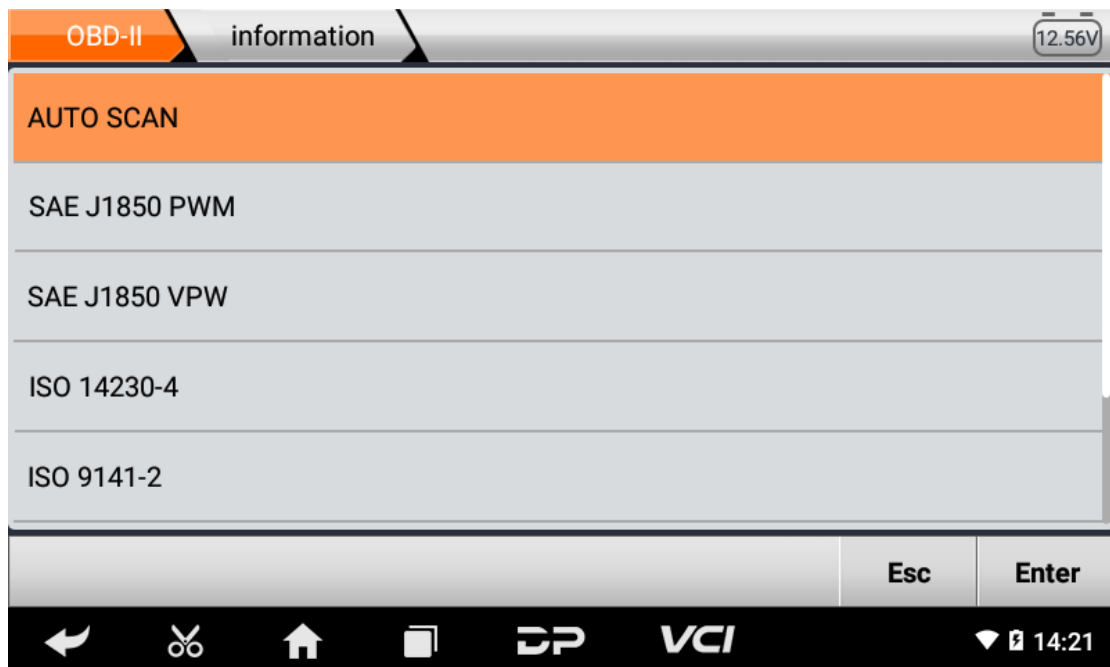 OBD-II information 12.56V
AUTO SCAN
SAE J1850 PWM
SAE J1850 VPW
ISO 14230-4
ISO 9141-2
Esc Enter
DP VCI 14:21